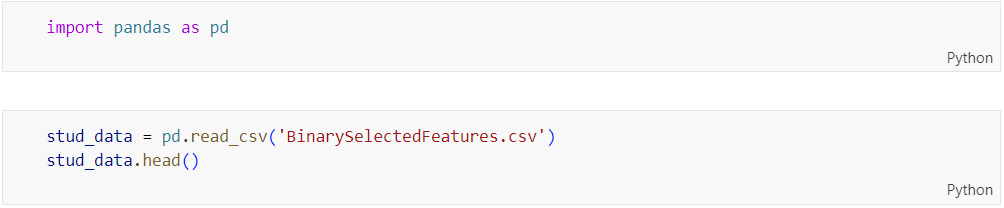 import pandas as pd
Python
stud_data = pd.read_csv('BinarySelectedFeatures.csv')
stud_data.head()
Python